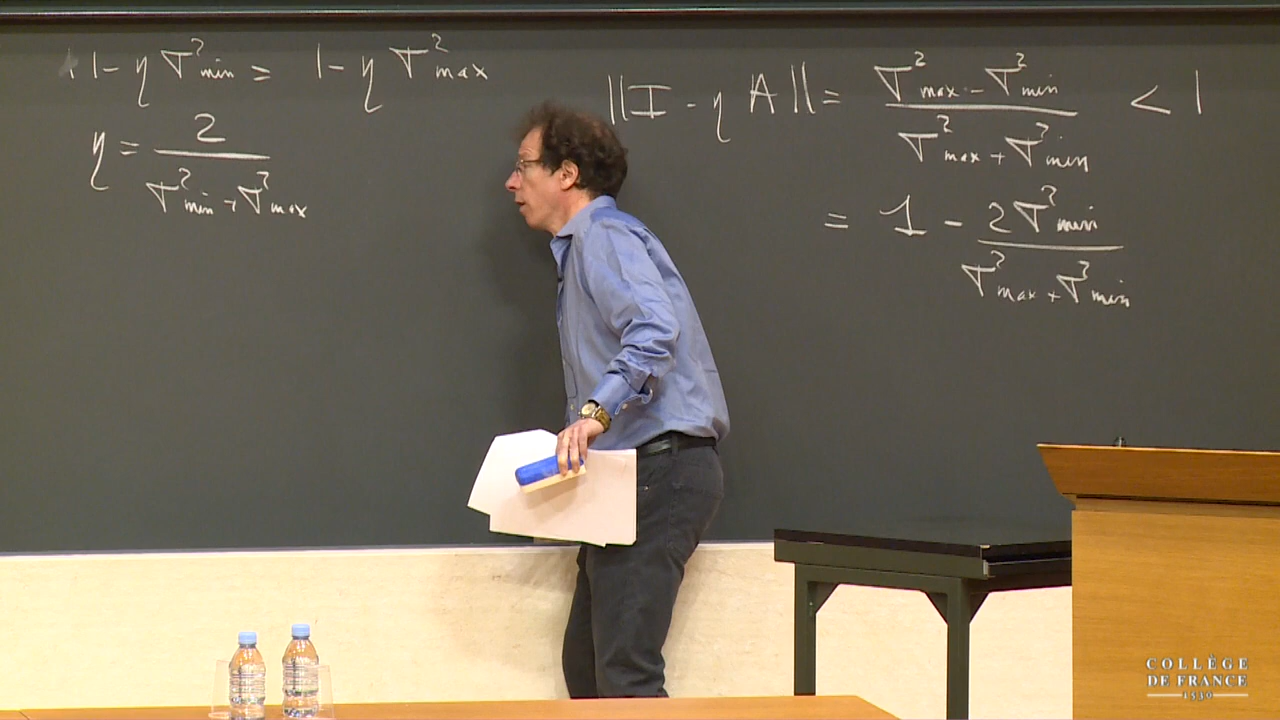 1 - η σ²min = 1 - η σ²max
η = 2 / (σ²min + σ²max)
||I - η A|| = (σ²max - σ²min) / (σ²max + σ²min) < 1
= 1 - 2σ²min / (σ²max + σ²min)
COLLÈGE
DE FRANCE
1530